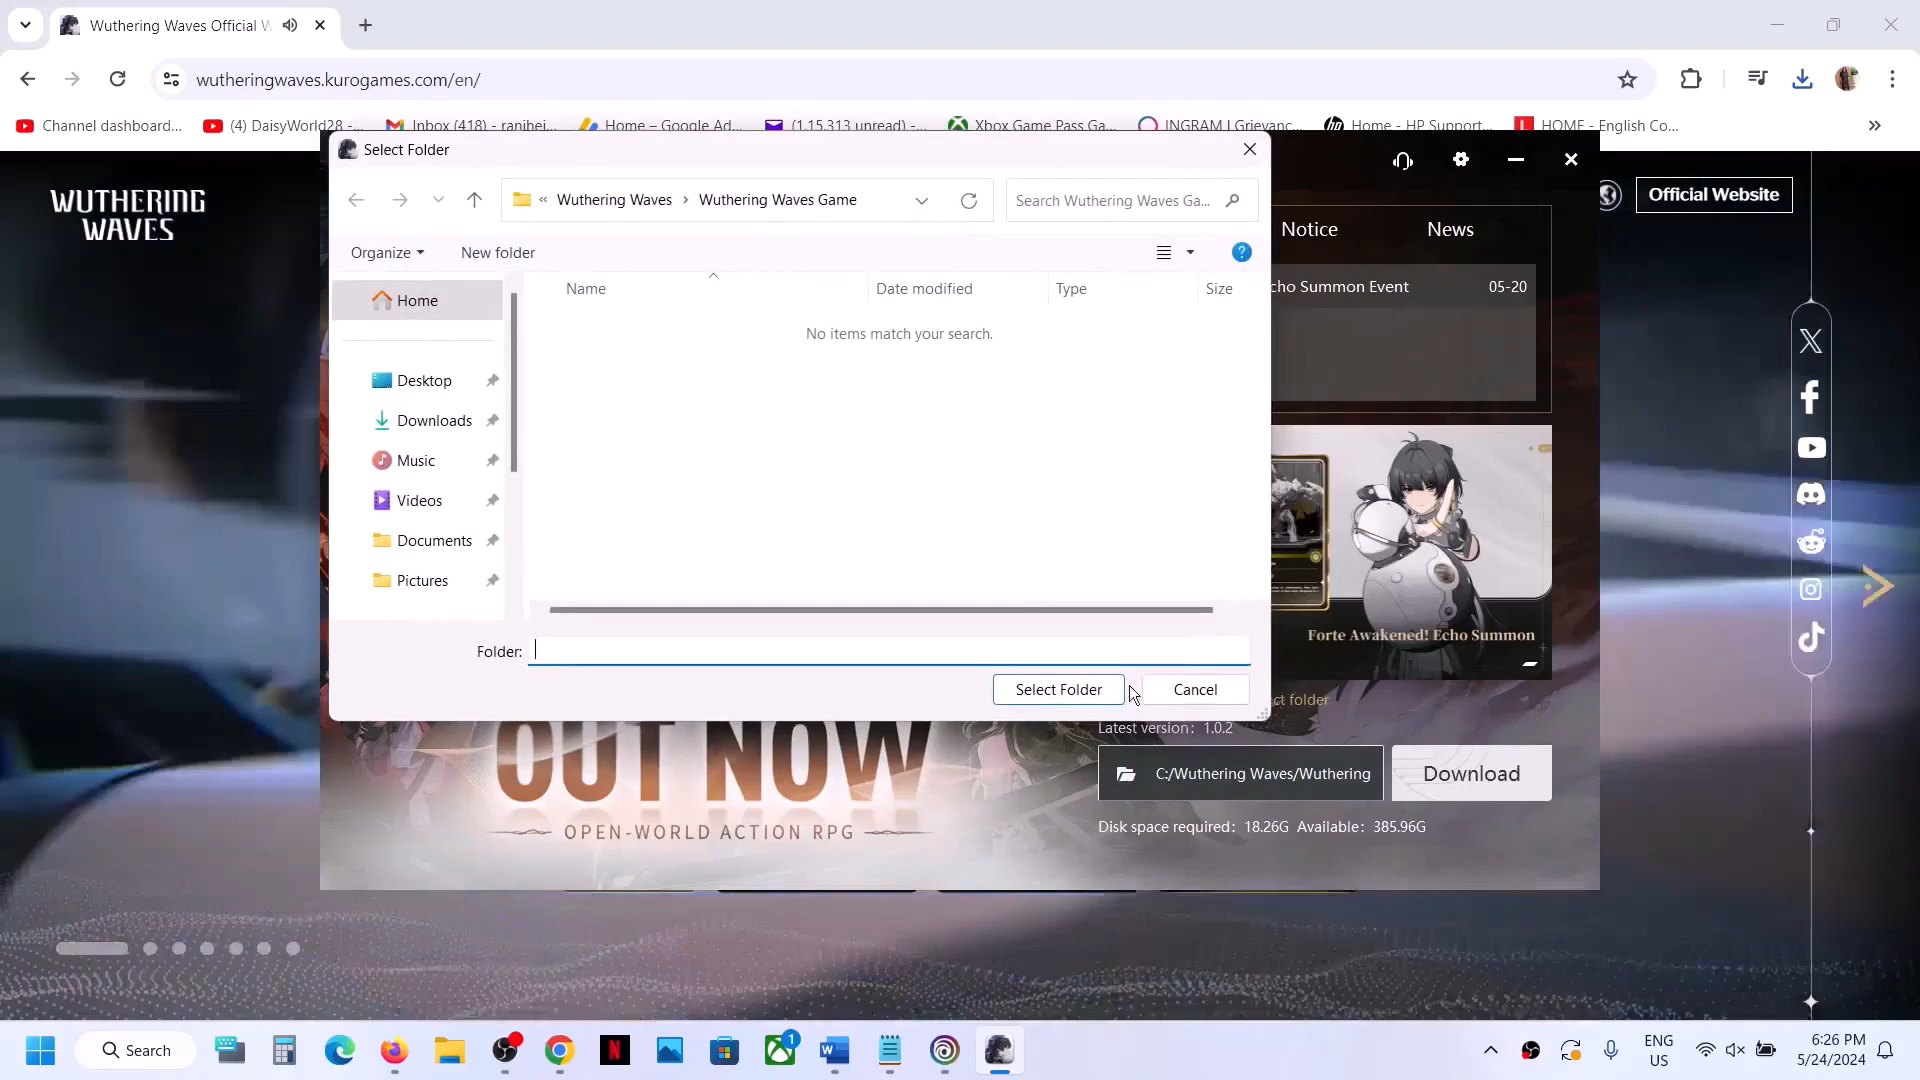 Wuthering Waves Official W
wutheringwaves.kurogames.com/en/
Channel dashboard...
(4) DaisyWorld28 -...
Inbox (418) - ranjhei...
Home – Google Ad...
(1,15,313 unread) -...
Xbox Game Pass Ga...
INGRAM | Grievanc...
Home - HP Support...
HOME - English Co...
WUTHERING
WAVES
Select Folder
Wuthering Waves
Wuthering Waves Game
Search Wuthering Waves Ga...
Organize
New folder
Home
Desktop
Downloads
Music
Videos
Documents
Pictures
Name
Date modified
Type
Size
No items match your search.
Folder:
Select Folder
Cancel
Official Website
Notice
News
cho Summon Event
05-20
Forte Awakened! Echo Summon
ct folder
Latest version: 1.0.2
C:/Wuthering Waves/Wuthering
Download
Disk space required: 18.26G Available: 385.96G
OUT NOW
OPEN-WORLD ACTION RPG
Search
1
ENG
US
6:26 PM
5/24/2024